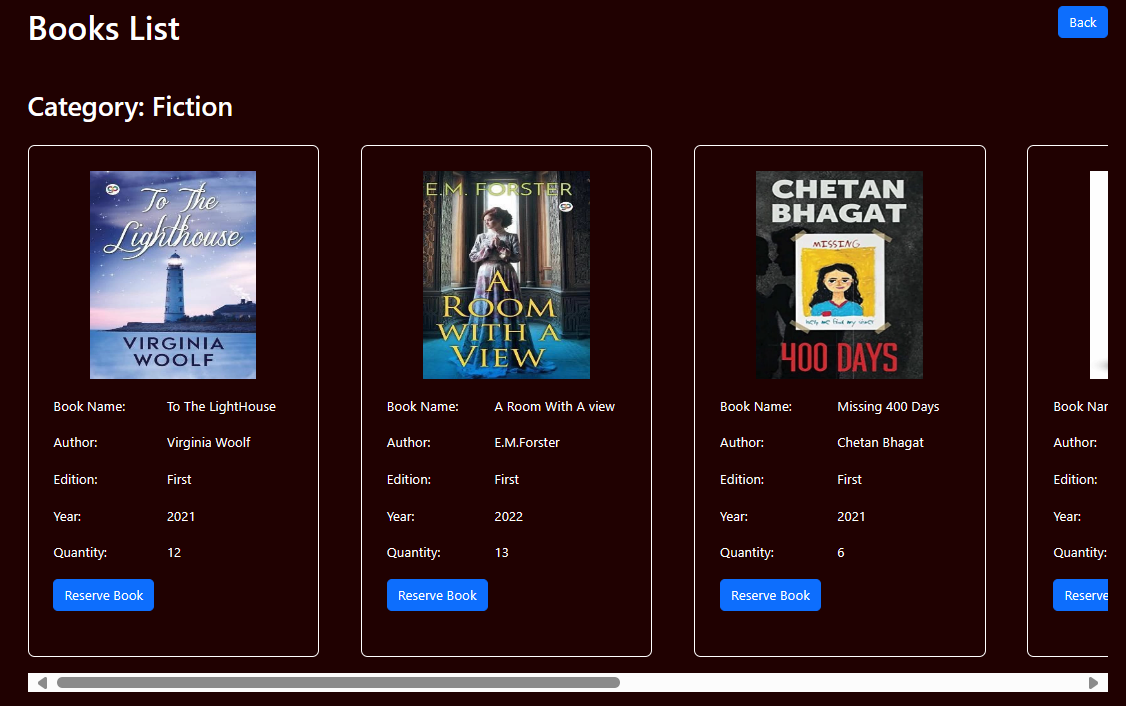 Books List
Back
Category: Fiction
To The
Lighthouse
VIRGINIA
WOOLF
Book Name: To The LightHouse
Author: Virginia Woolf
Edition: First
Year: 2021
Quantity: 12
Reserve Book
E.M. FORSTER
A
ROOM
WITH A
VIEW
Book Name: A Room With A view
Author: E.M.Forster
Edition: First
Year: 2022
Quantity: 13
Reserve Book
CHETAN
BHAGAT
MISSING
400 DAYS
Book Name: Missing 400 Days
Author: Chetan Bhagat
Edition: First
Year: 2021
Quantity: 6
Reserve Book
Book Nar
Author:
Edition:
Year:
Quantity:
Reserve